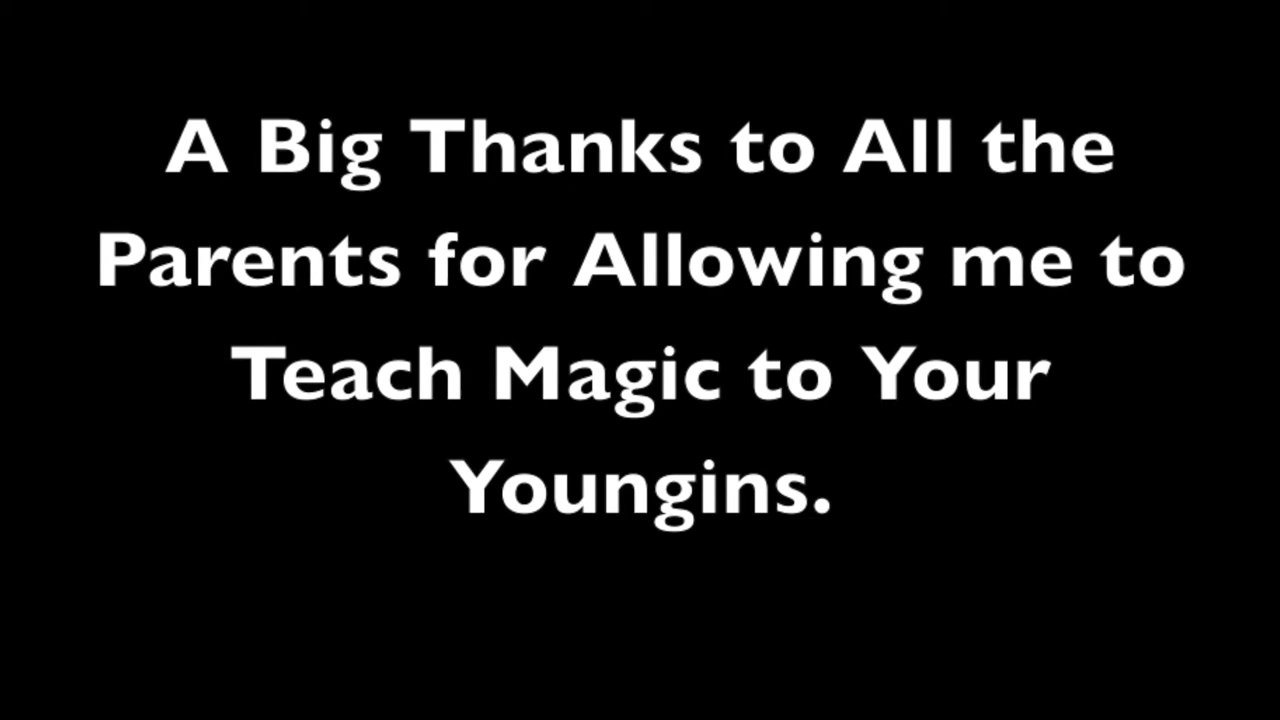 A Big Thanks to All the
Parents for Allowing me to
Teach Magic to Your
Youngins.